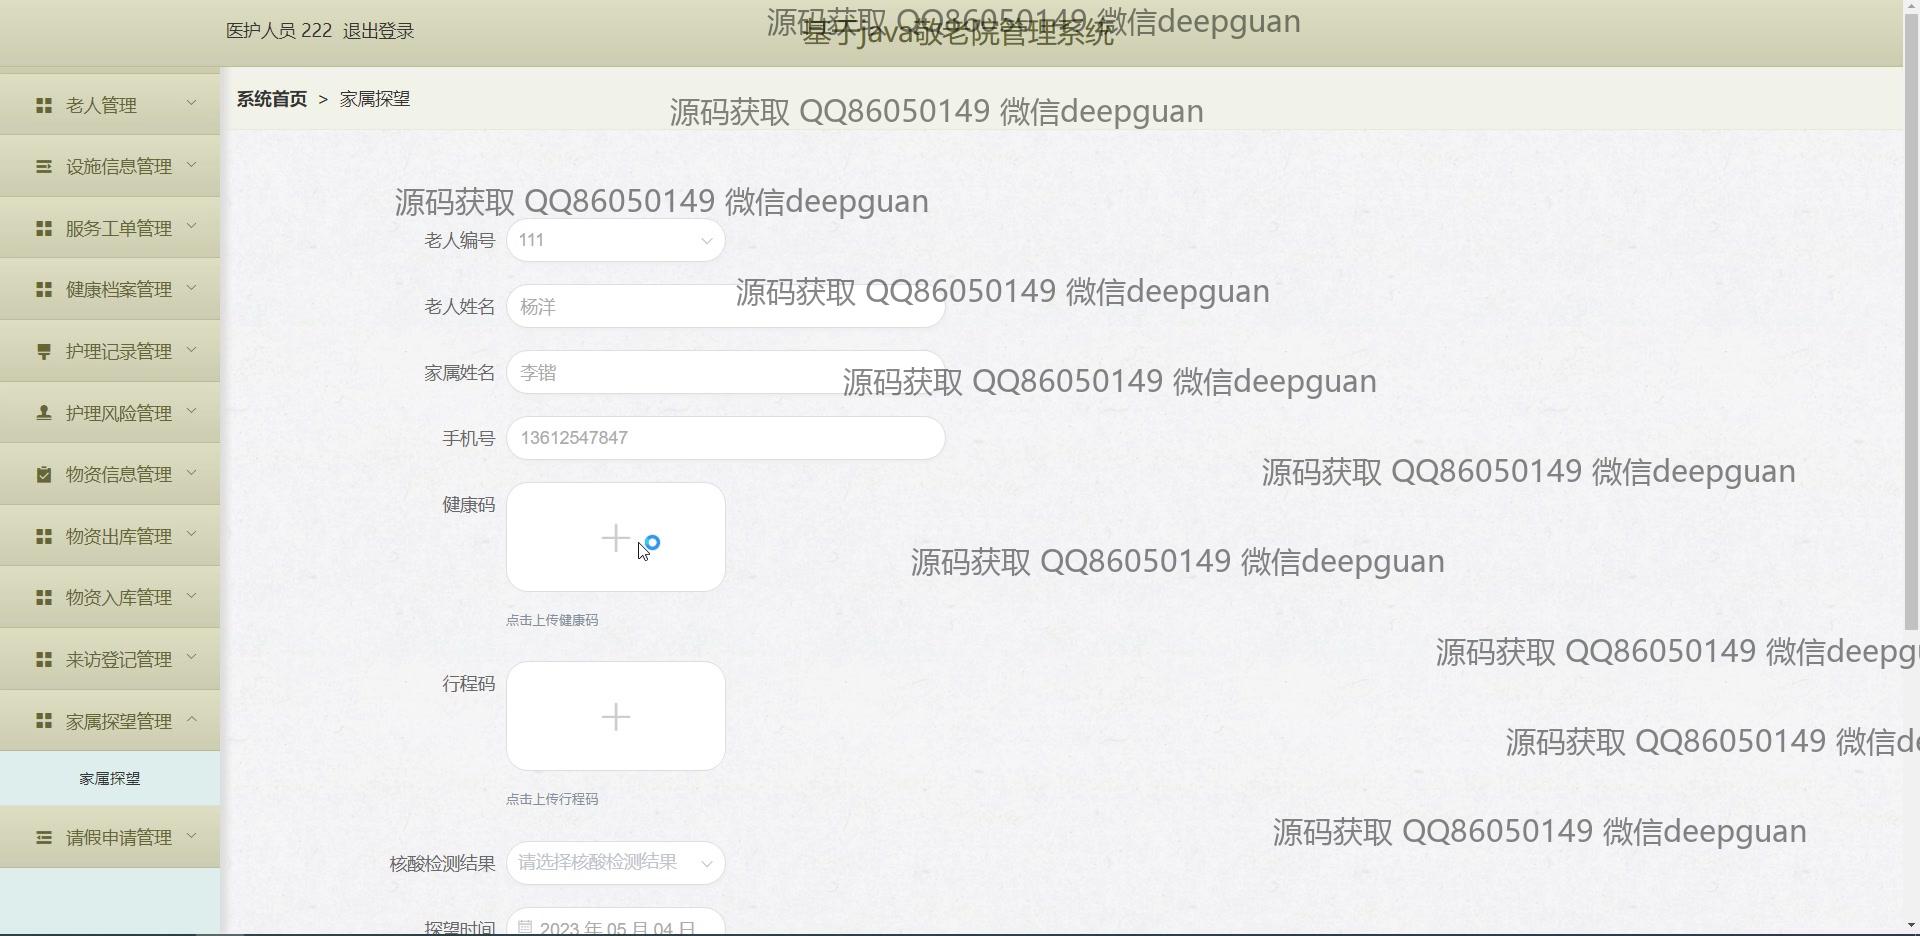 医护人员 222 退出登录
基于java敬老院管理系统
源码获取 QQ86050149 微信deepguan
老人管理
设施信息管理
服务工单管理
健康档案管理
护理记录管理
护理风险管理
物资信息管理
物资出库管理
物资入库管理
来访登记管理
家属探望管理
家属探望
请假申请管理
系统首页 > 家属探望
源码获取 QQ86050149 微信deepguan
源码获取 QQ86050149 微信deepguan
老人编号 111
源码获取 QQ86050149 微信deepguan
老人姓名 杨洋
家属姓名 李锴
源码获取 QQ86050149 微信deepguan
手机号 13612547847
源码获取 QQ86050149 微信deepguan
健康码
源码获取 QQ86050149 微信deepguan
点击上传健康码
源码获取 QQ86050149 微信deepg
行程码
源码获取 QQ86050149 微信d
点击上传行程码
源码获取 QQ86050149 微信deepguan
核酸检测结果 请选择核酸检测结果
探望时间 2023 年 05 月 04 日